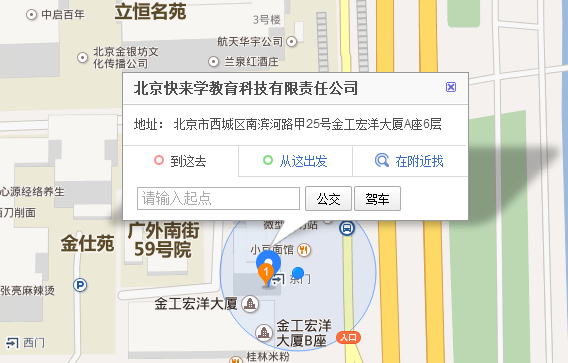 中启百年
立恒名苑
3号楼
航天华宇公司
北京金银坊文
化传播公司
兰泉红酒庄
北京快来学教育科技有限责任公司
地址： 北京市西城区南滨河路甲25号金工宏洋大厦A座6层
到这去
从这出发
在附近找
请输入起点
公交
驾车
心源经络养生
百刀削面
广外南街
59号院
金仕苑
小豆面馆
东门
1
张亮麻辣烫
金工宏洋大厦
金工宏洋
大厦B座
入口
西门
桂林米粉
P